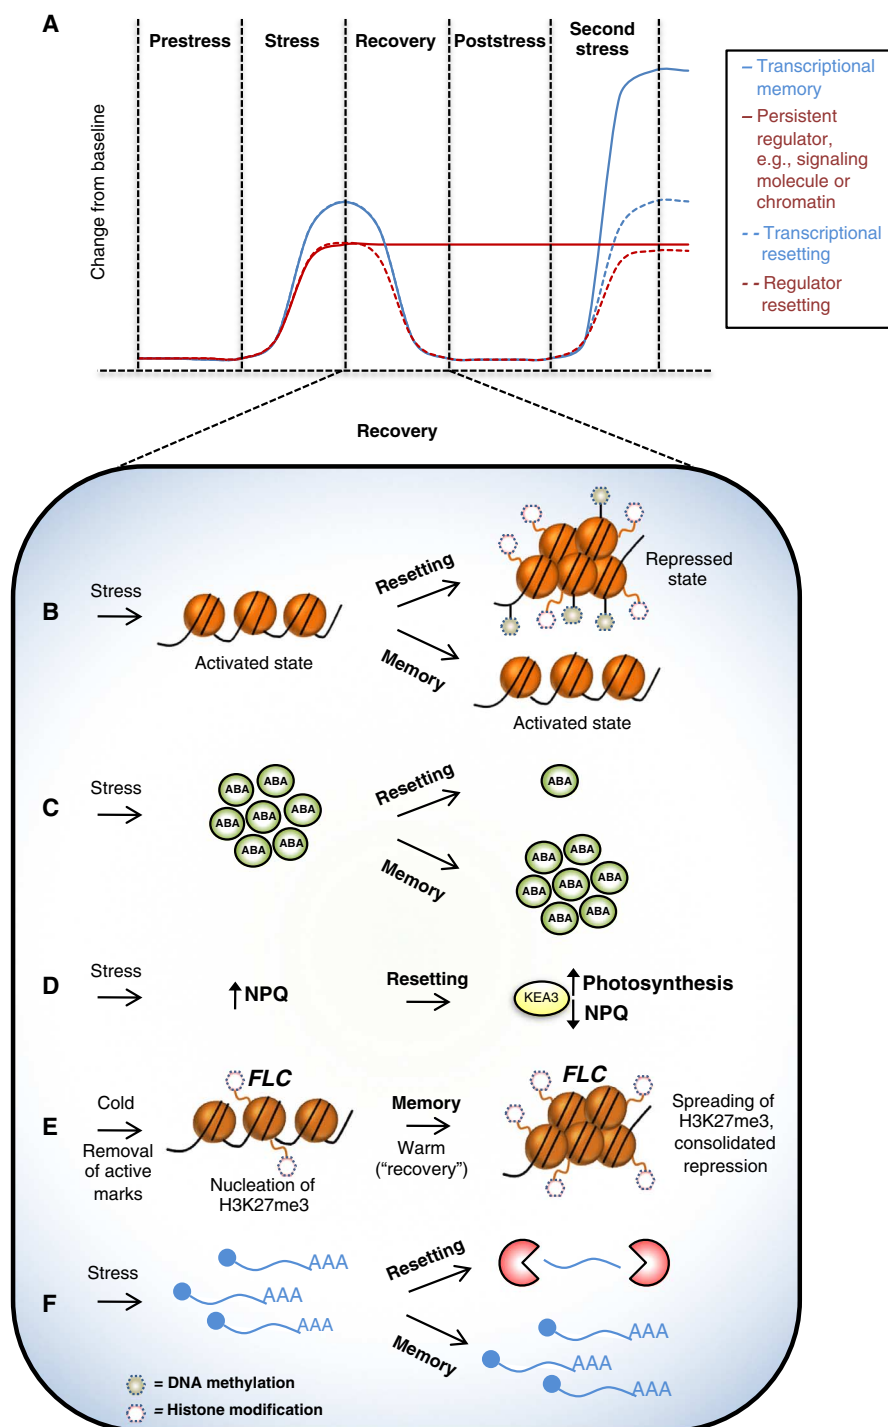 A
Prestress
Stress
Recovery
Poststress
Second
stress
Change from baseline
– Transcriptional
memory
– Persistent
regulator,
e.g., signaling
molecule or
chromatin
-- Transcriptional
resetting
-- Regulator
resetting
Recovery
B
Stress
Activated state
Resetting
Memory
Repressed
state
Activated state
C
Stress
ABA
ABA
ABA
ABA
ABA
ABA
ABA
Resetting
Memory
ABA
ABA
ABA
ABA
ABA
ABA
ABA
ABA
D
Stress
NPQ
Resetting
KEA3
Photosynthesis
NPQ
E
Cold
Removal
of active
marks
FLC
Nucleation of
H3K27me3
Memory
Warm
(“recovery”)
FLC
Spreading of
H3K27me3,
consolidated
repression
F
Stress
AAA
AAA
AAA
Resetting
Memory
AAA
AAA
AAA
= DNA methylation
= Histone modification